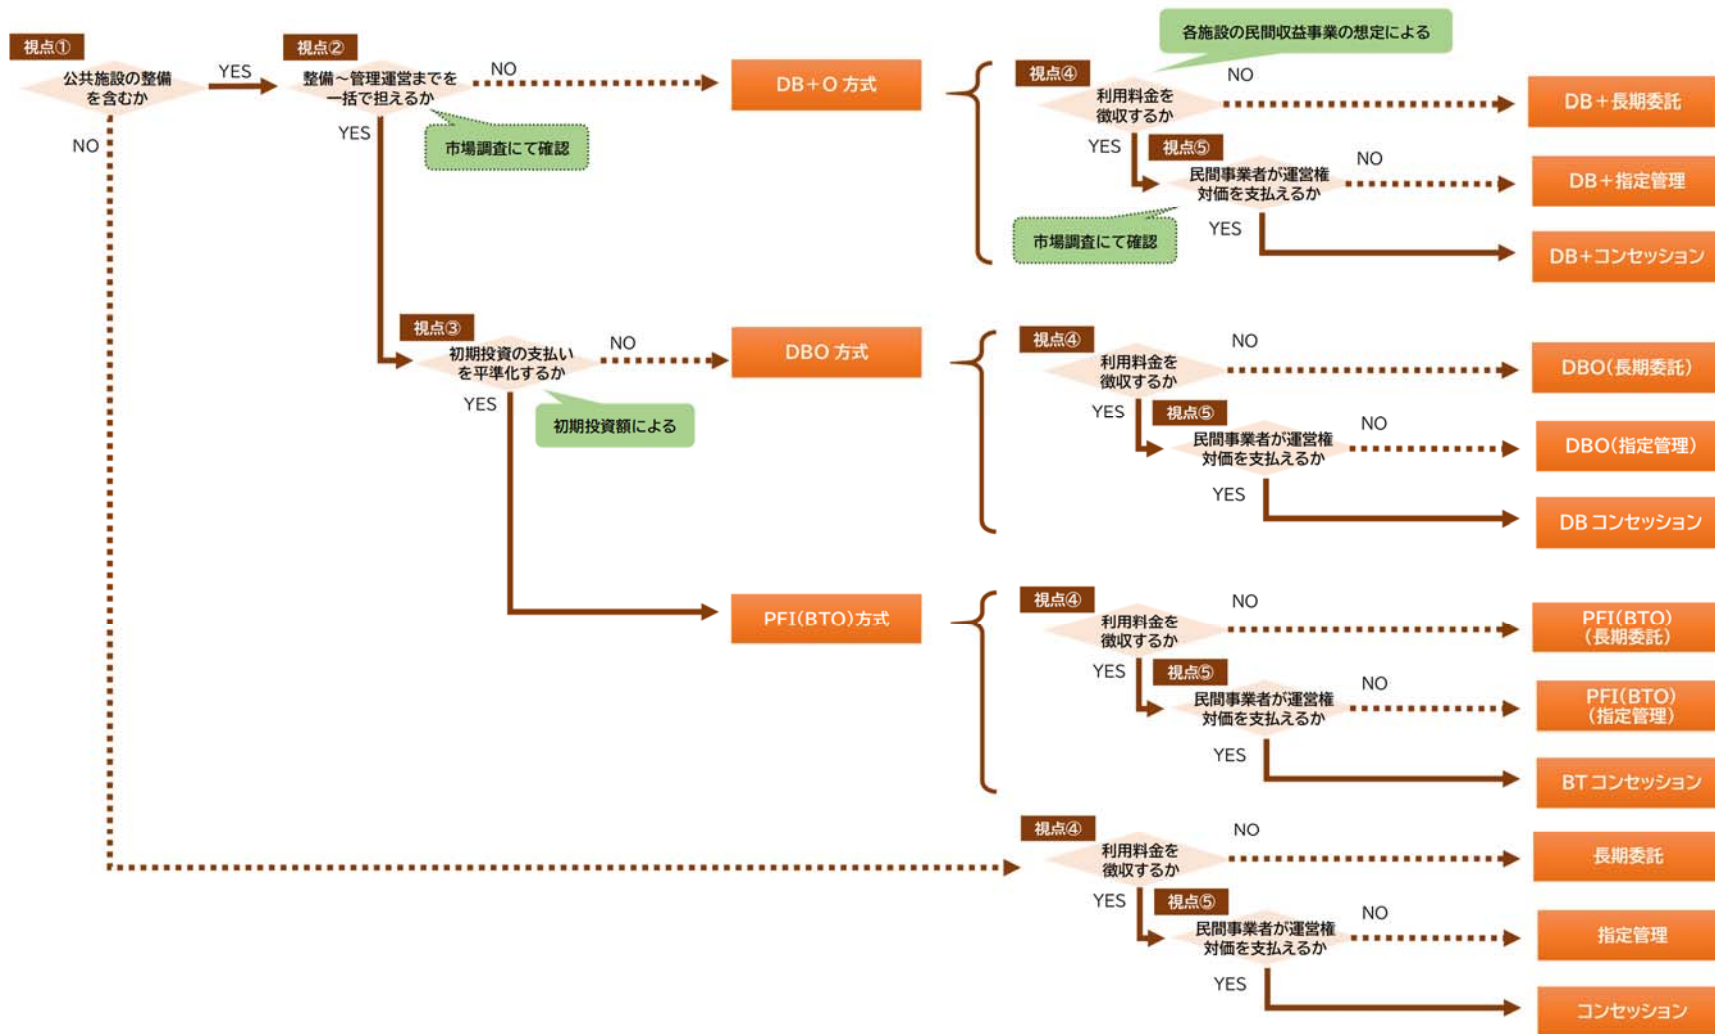 視点①
公共施設の整備
を含むか
YES
NO
視点②
整備～管理運営までを
一括で担えるか
NO
YES
市場調査にて確認
DB＋O 方式
各施設の民間収益事業の想定による
視点④
利用料金を
徴収するか
NO
YES
DB＋長期委託
視点⑤
民間事業者が運営権
対価を支払えるか
NO
YES
市場調査にて確認
DB＋指定管理
DB＋コンセッション
視点③
初期投資の支払い
を平準化するか
NO
YES
初期投資額による
DBO 方式
視点④
利用料金を
徴収するか
NO
YES
DBO(長期委託)
視点⑤
民間事業者が運営権
対価を支払えるか
NO
YES
DBO(指定管理)
DB コンセッション
PFI(BTO)方式
視点④
利用料金を
徴収するか
NO
YES
PFI(BTO)
(長期委託)
視点⑤
民間事業者が運営権
対価を支払えるか
NO
YES
PFI(BTO)
(指定管理)
BT コンセッション
視点④
利用料金を
徴収するか
NO
YES
長期委託
視点⑤
民間事業者が運営権
対価を支払えるか
NO
YES
指定管理
コンセッション